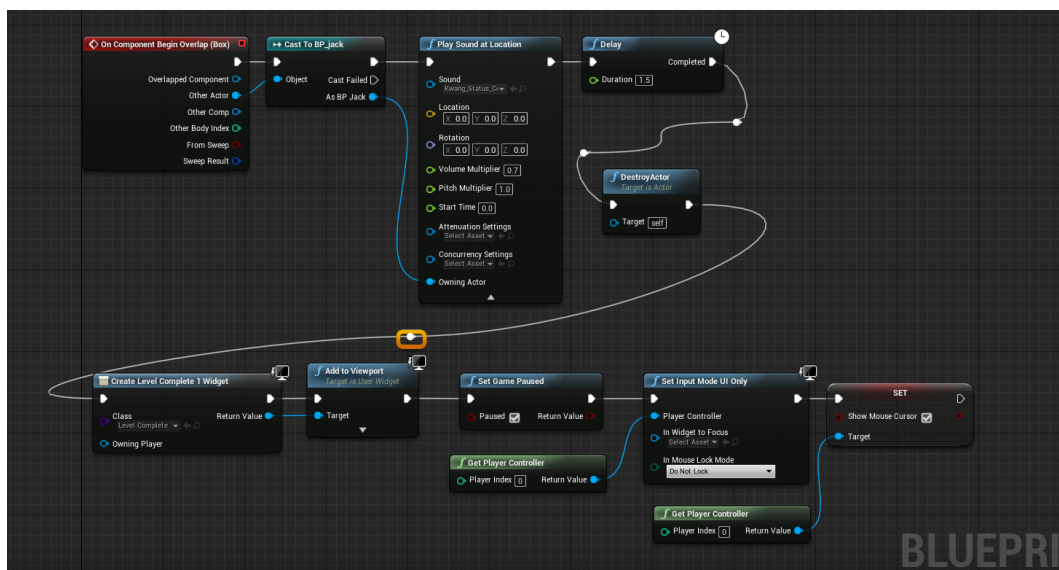 On Component Begin Overlap (Box)
Overlapped Component
Other Actor
Other Comp
Other Body Index
From Sweep
Sweep Result
Cast To BP_jack
Object
Cast Failed
As BP Jack
f Play Sound at Location
Sound
Kwang_Status_Co
Location
X 0.0 Y 0.0 Z 0.0
Rotation
X 0.0 Y 0.0 Z 0.0
Volume Multiplier 0.7
Pitch Multiplier 1.0
Start Time 0.0
Attenuation Settings
Select Asset
Concurrency Settings
Select Asset
Owning Actor
f Delay
Completed
Duration 1.5
f DestroyActor
Target is Actor
Target self
Create Level Complete 1 Widget
Class
Level Complete
Return Value
Owning Player
f Add to Viewport
Target is User Widget
Target
f Set Game Paused
Paused
Return Value
f Get Player Controller
Player Index 0
Return Value
f Set Input Mode UI Only
Player Controller
In Widget to Focus
Select Asset
In Mouse Lock Mode
Do Not Lock
f Get Player Controller
Player Index 0
Return Value
SET
Show Mouse Cursor
Target
BLUEPRI